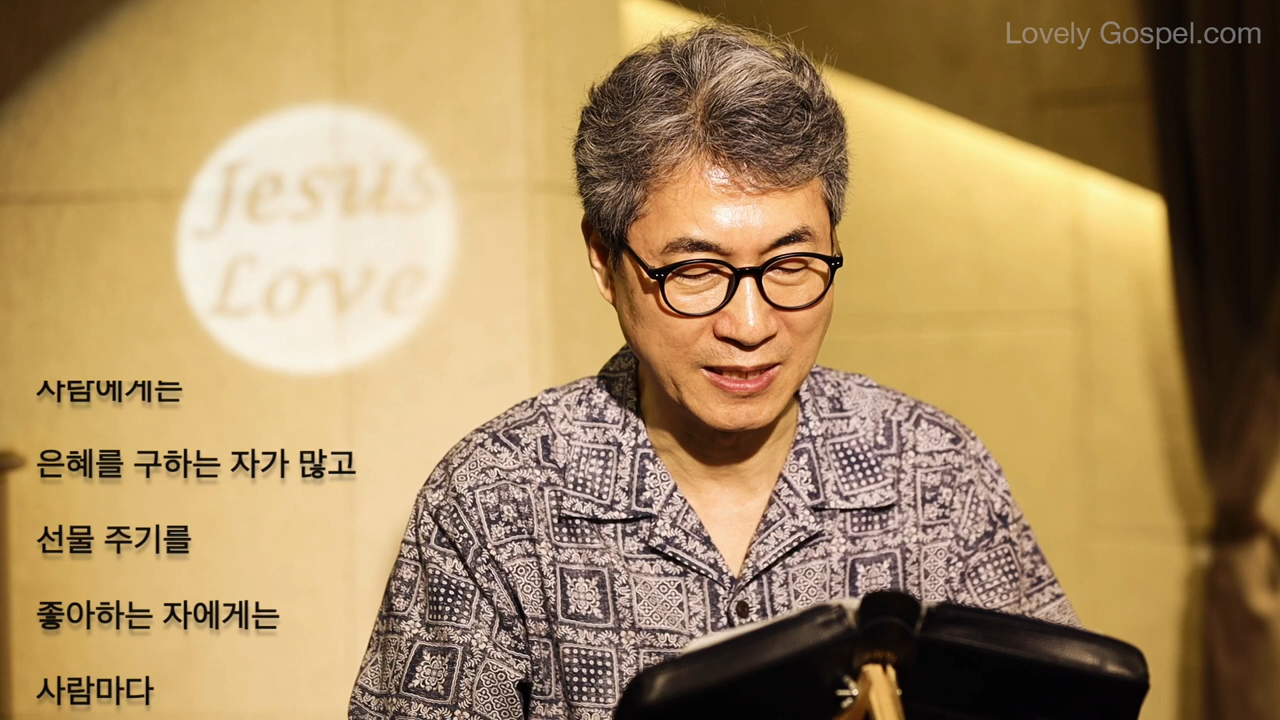 Lovely Gospel.com
Jesus
Love
사람에게는
은혜를 구하는 자가 많고
선물 주기를
좋아하는 자에게는
사람마다